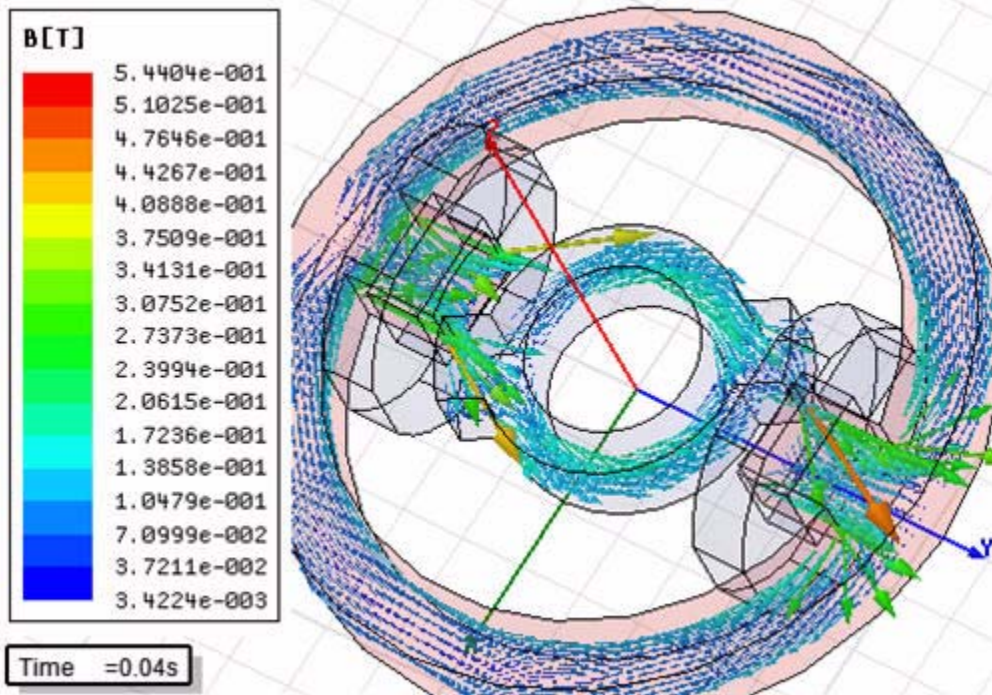 B[T]
5.4404e-001
5.1025e-001
4.7646e-001
4.4267e-001
4.0888e-001
3.7509e-001
3.4131e-001
3.0752e-001
2.7373e-001
2.3994e-001
2.0615e-001
1.7236e-001
1.3858e-001
1.0479e-001
7.0999e-002
3.7211e-002
3.4224e-003
Y
Time =0.04s